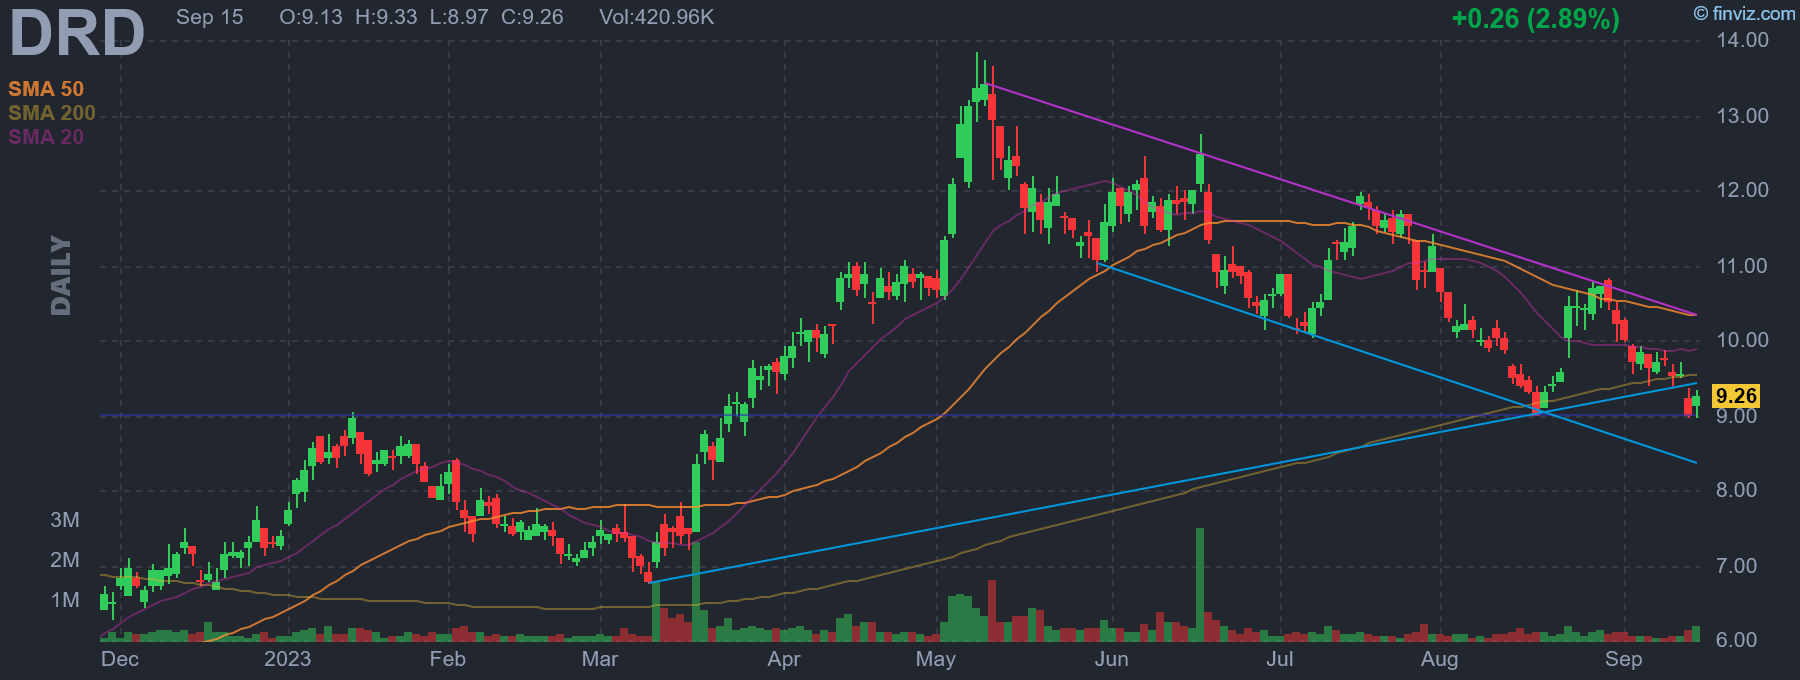 DRD
Sep 15 O:9.13 H:9.33 L:8.97 C:9.26 Vol:420.96K
+0.26 (2.89%)
© finviz.com
SMA 50
SMA 200
SMA 20
DAILY
14.00
13.00
12.00
11.00
10.00
9.26
9.00
8.00
7.00
6.00
3M
2M
1M
Dec 2023 Feb Mar Apr May Jun Jul Aug Sep